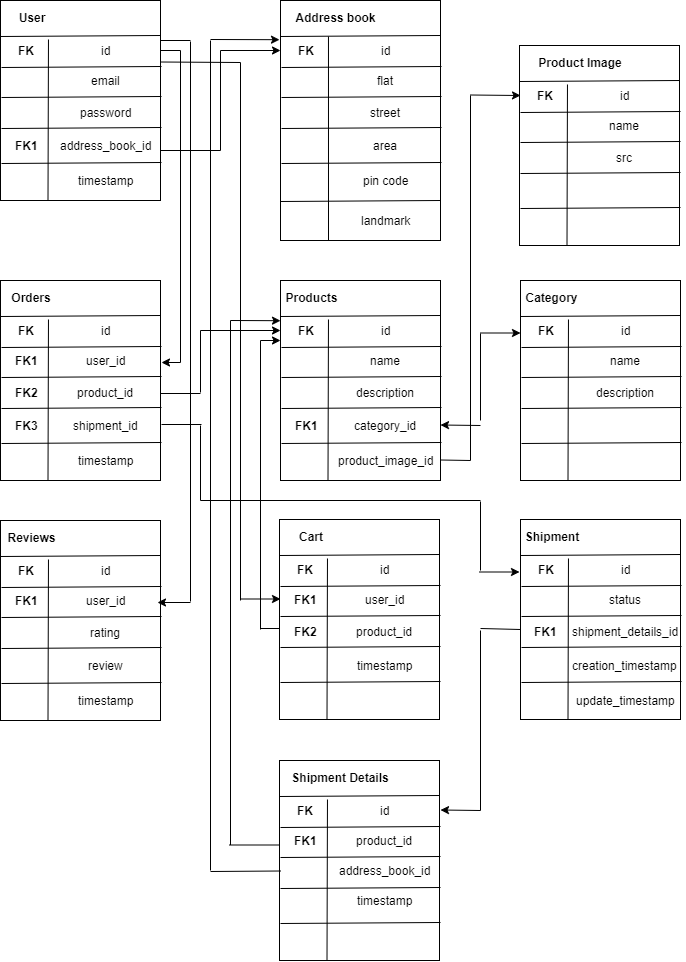 User
FK id
email
password
FK1 address_book_id
timestamp
Address book
FK id
flat
street
area
pin code
landmark
Product Image
FK id
name
src
Orders
FK id
FK1 user_id
FK2 product_id
FK3 shipment_id
timestamp
Products
FK id
name
description
FK1 category_id
product_image_id
Category
FK id
name
description
Reviews
FK id
FK1 user_id
rating
review
timestamp
Cart
FK id
FK1 user_id
FK2 product_id
timestamp
Shipment
FK id
status
FK1 shipment_details_id
creation_timestamp
update_timestamp
Shipment Details
FK id
FK1 product_id
address_book_id
timestamp